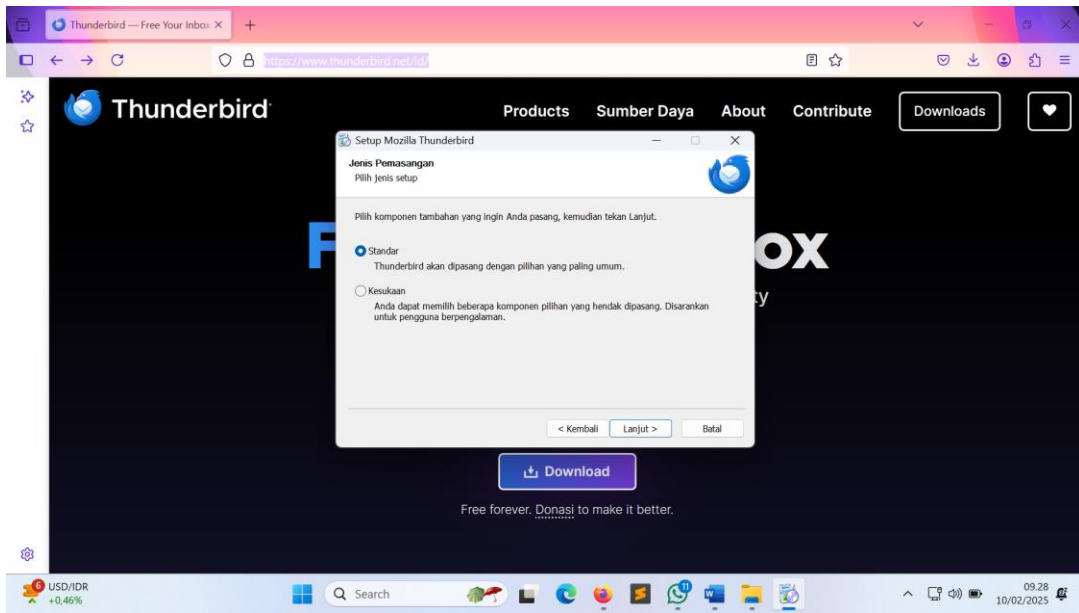 Thunderbird — Free Your Inbox
https://www.thunderbird.net/id/
Thunderbird
Products Sumber Daya About Contribute Downloads
Setup Mozilla Thunderbird
Jenis Pemasangan
Pilih jenis setup
Pilih komponen tambahan yang ingin Anda pasang, kemudian tekan Lanjut.
Standar
Thunderbird akan dipasang dengan pilihan yang paling umum.
Kesukaan
Anda dapat memilih beberapa komponen pilihan yang hendak dipasang. Disarankan
untuk pengguna berpengalaman.
F
ox
ty
< Kembali Lanjut > Batal
Download
Free forever. Donasi to make it better.
6
USD/IDR
+0,46%
Search
11
09.28
10/02/2025